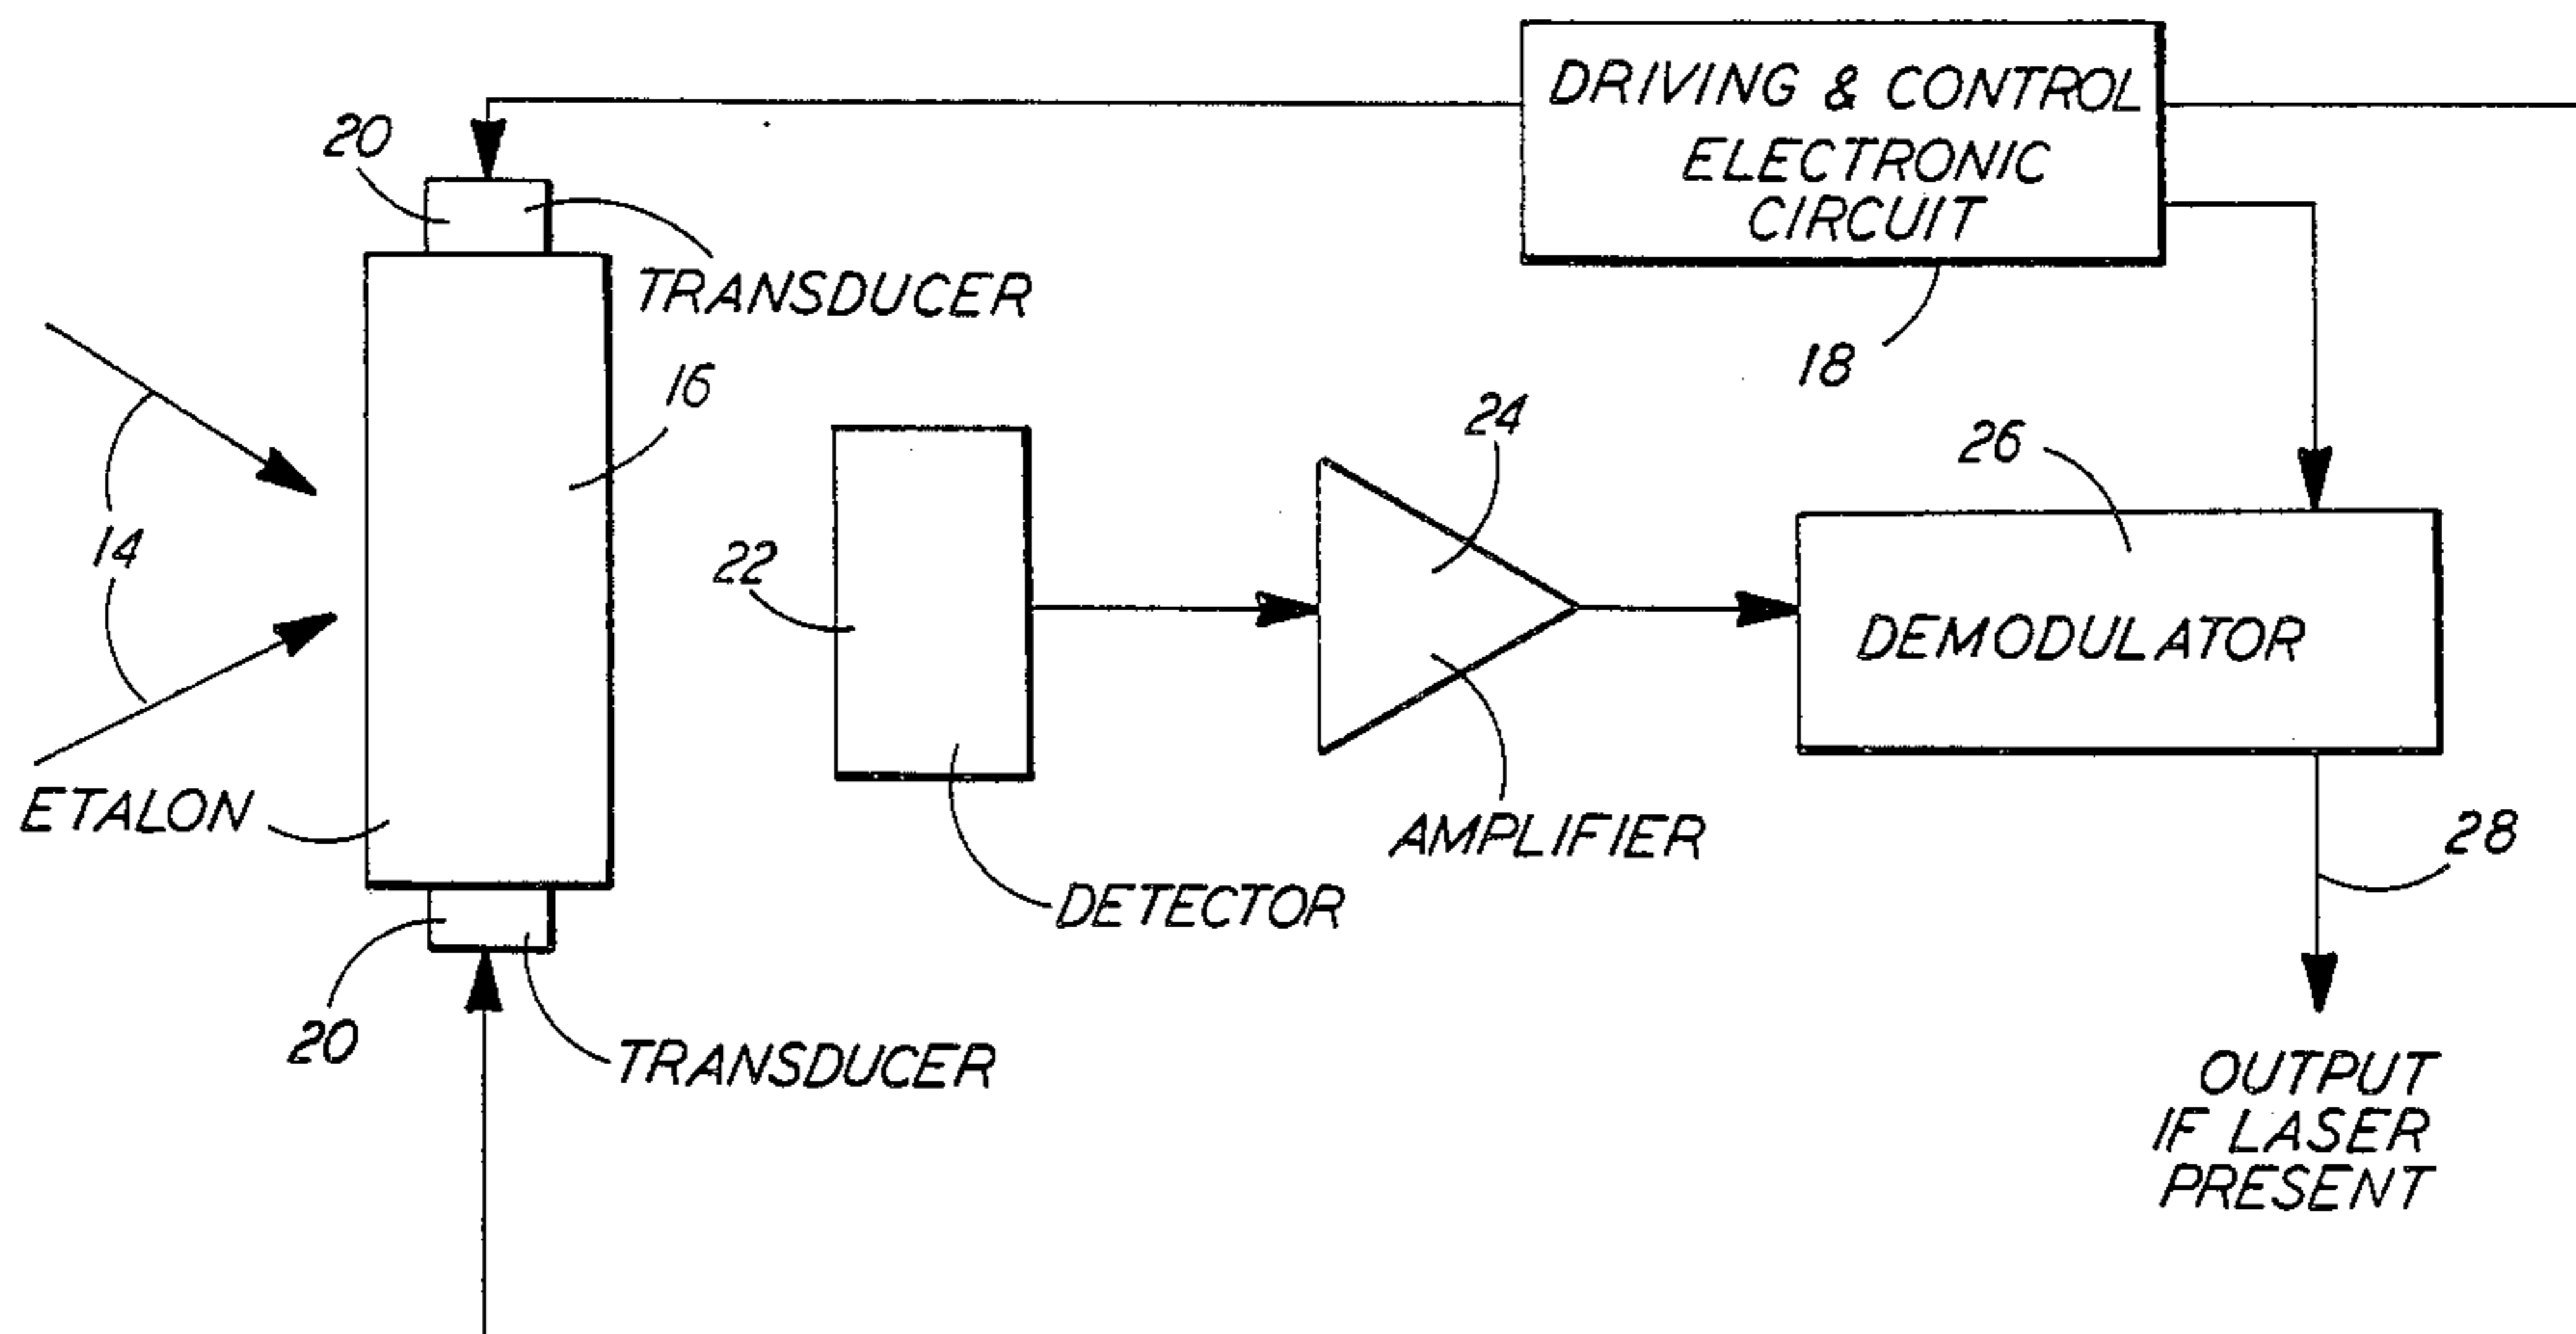 DRIVING & CONTROL
ELECTRONIC
CIRCUIT
18
20
TRANSDUCER
16
14
ETALON
22
DETECTOR
24
AMPLIFIER
26
DEMODULATOR
28
20
TRANSDUCER
OUTPUT
IF LASER
PRESENT